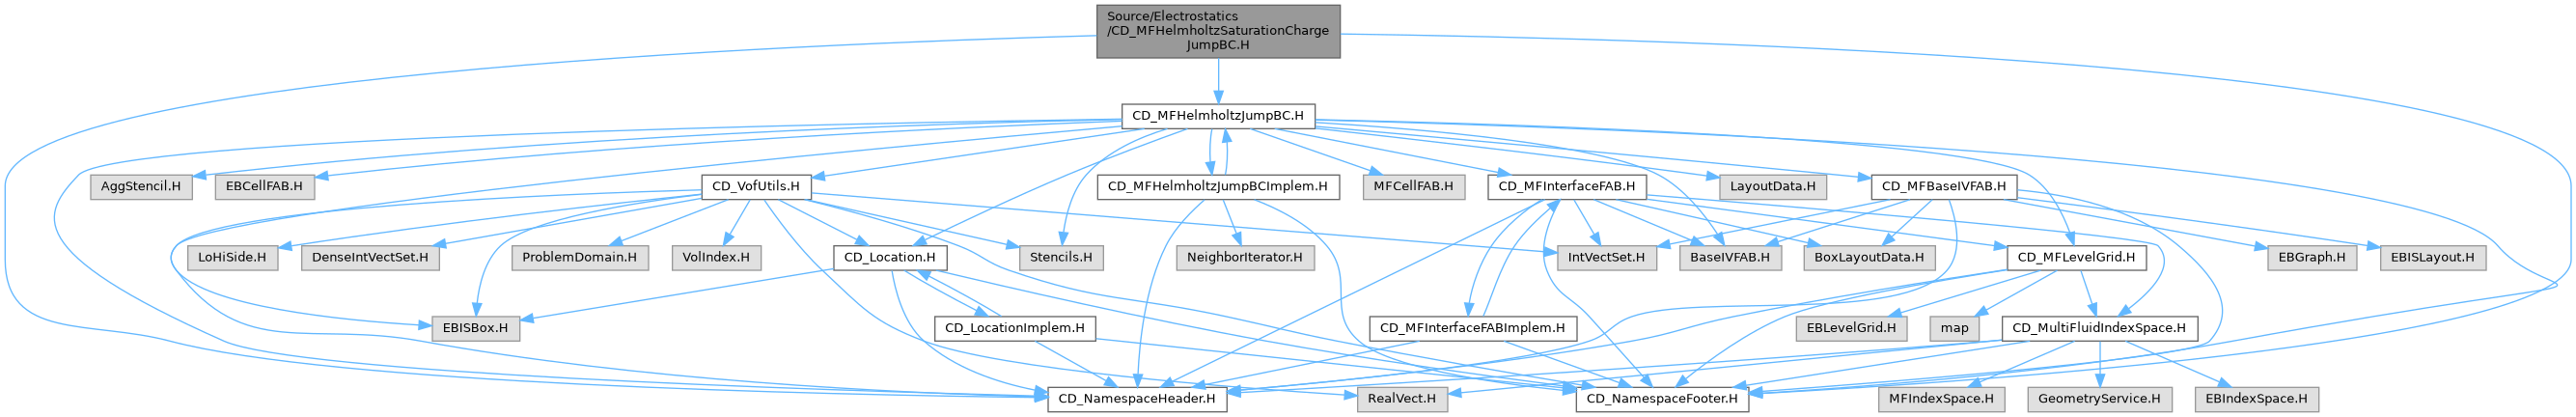 Source/Electrostatics
/CD_MFHelmholtzSaturationCharge
JumpBC.H
CD_MFHelmholtzJumpBC.H
AggStencil.H
EBCellFAB.H
CD_VofUtils.H
CD_MFHelmholtzJumpBCImplem.H
MFCellFAB.H
CD_MFInterfaceFAB.H
LayoutData.H
CD_MFBaseIVFAB.H
LoHiSide.H
DenseIntVectSet.H
ProblemDomain.H
VolIndex.H
CD_Location.H
Stencils.H
NeighborIterator.H
IntVectSet.H
BaseIVFAB.H
BoxLayoutData.H
CD_MFLevelGrid.H
EBGraph.H
EBISLayout.H
EBISBox.H
CD_LocationImplem.H
CD_MFInterfaceFABImplem.H
EBLevelGrid.H
map
CD_MultiFluidIndexSpace.H
CD_NamespaceHeader.H
RealVect.H
CD_NamespaceFooter.H
MFIndexSpace.H
GeometryService.H
EBIndexSpace.H